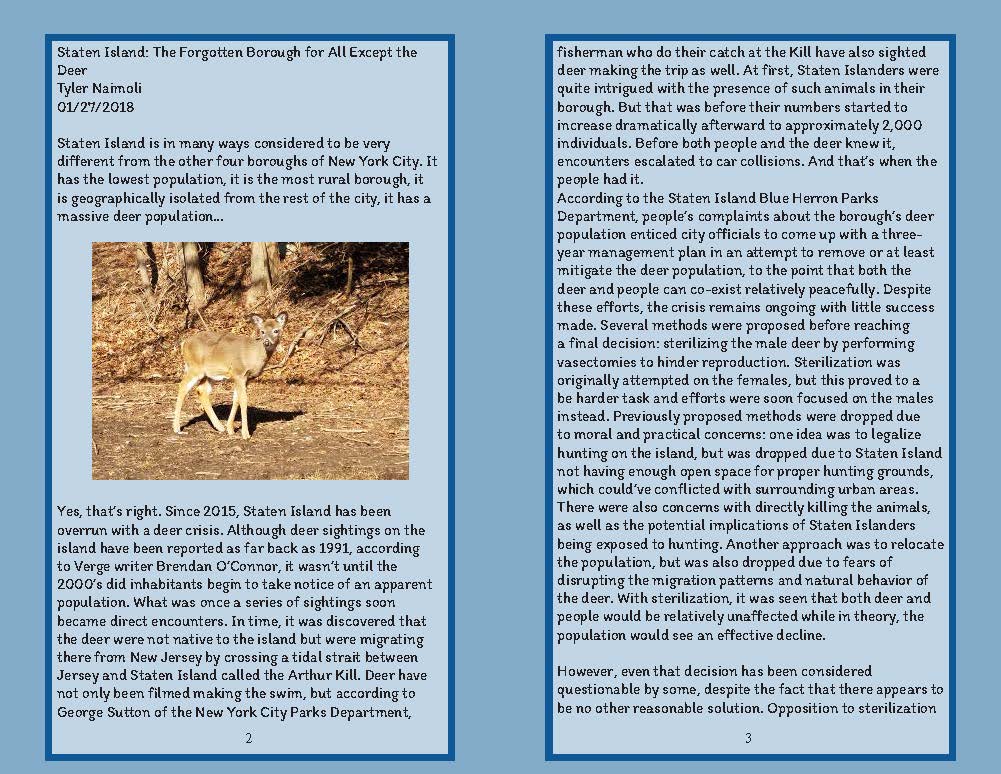 Staten Island: The Forgotten Borough for All Except the
Deer
Tyler Naimoli
01/27/2018
Staten Island is in many ways considered to be very
different from the other four boroughs of New York City. It
has the lowest population, it is the most rural borough, it
is geographically isolated from the rest of the city, it has a
massive deer population...
Yes, that's right. Since 2015, Staten Island has been
overrun with a deer crisis. Although deer sightings on the
island have been reported as far back as 1991, according
to Verge writer Brendan O'Connor, it wasn't until the
2000's did inhabitants begin to take notice of an apparent
population. What was once a series of sightings soon
became direct encounters. In time, it was discovered that
the deer were not native to the island but were migrating
there from New Jersey by crossing a tidal strait between
Jersey and Staten Island called the Arthur Kill. Deer have
not only been filmed making the swim, but according to
George Sutton of the New York City Parks Department,
2
fisherman who do their catch at the Kill have also sighted
deer making the trip as well. At first, Staten Islanders were
quite intrigued with the presence of such animals in their
borough. But that was before their numbers started to
increase dramatically afterward to approximately 2,000
individuals. Before both people and the deer knew it,
encounters escalated to car collisions. And that's when the
people had it.
According to the Staten Island Blue Herron Parks
Department, people's complaints about the borough's deer
population enticed city officials to come up with a three-
year management plan in an attempt to remove or at least
mitigate the deer population, to the point that both the
deer and people can co-exist relatively peacefully. Despite
these efforts, the crisis remains ongoing with little success
made. Several methods were proposed before reaching
a final decision: sterilizing the male deer by performing
vasectomies to hinder reproduction. Sterilization was
originally attempted on the females, but this proved to a
be harder task and efforts were soon focused on the males
instead. Previously proposed methods were dropped due
to moral and practical concerns: one idea was to legalize
hunting on the island, but was dropped due to Staten Island
not having enough open space for proper hunting grounds,
which could've conflicted with surrounding urban areas.
There were also concerns with directly killing the animals,
as well as the potential implications of Staten Islanders
being exposed to hunting. Another approach was to relocate
the population, but was also dropped due to fears of
disrupting the migration patterns and natural behavior of
the deer. With sterilization, it was seen that both deer and
people would be relatively unaffected while in theory, the
population would see an effective decline.
However, even that decision has been considered
questionable by some, despite the fact that there appears to
be no other reasonable solution. Opposition to sterilization
3